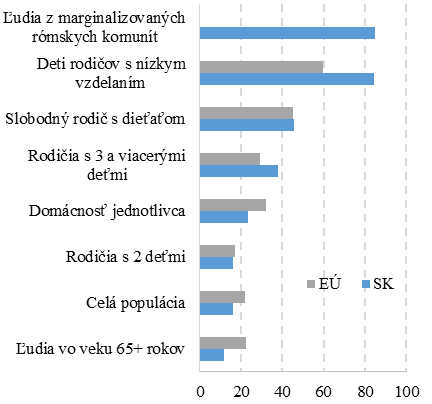 Ľudia z marginalizovaných
rómskych komunít
Deti rodičov s nízkym
vzdelaním
Slobodný rodič s dieťaťom
Rodičia s 3 a viacerými
deťmi
Domácnosť jednotlivca
Rodičia s 2 deťmi
Celá populácia
Ľudia vo veku 65+ rokov
EÚ SK
0 20 40 60 80 100